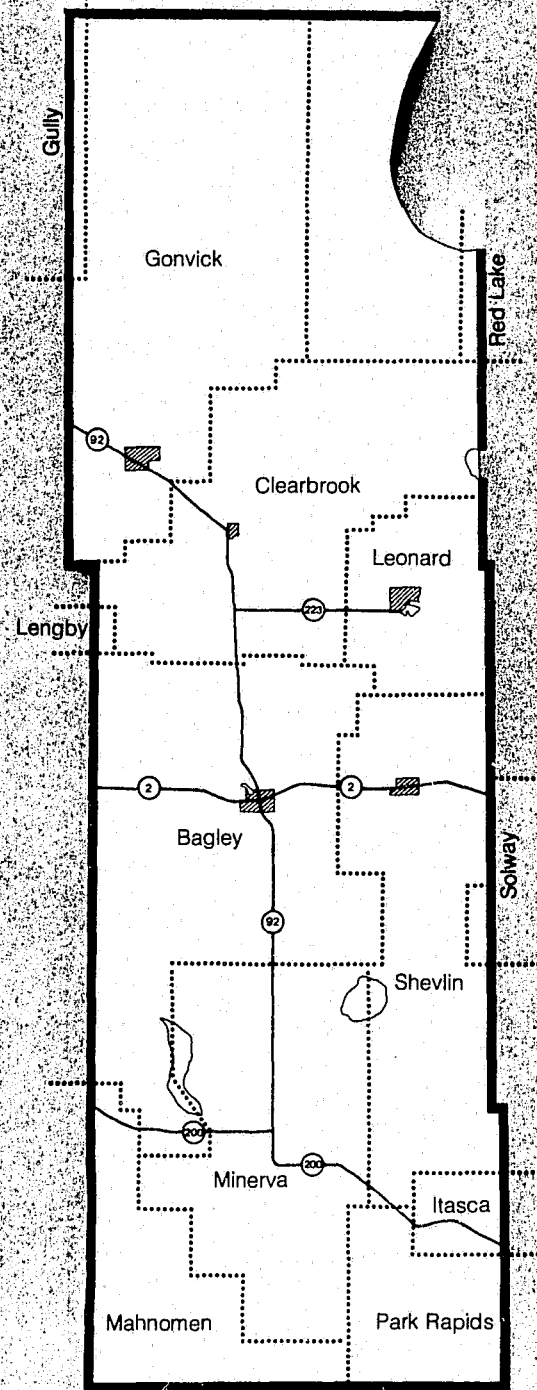 Gully
Gonvick
Red Lake
92
Clearbrook
Leonard
223
Lengby
2
2
Bagley
Solway
92
Shevlin
200
200
Minerva
Itasca
Mahnomen
Park Rapids